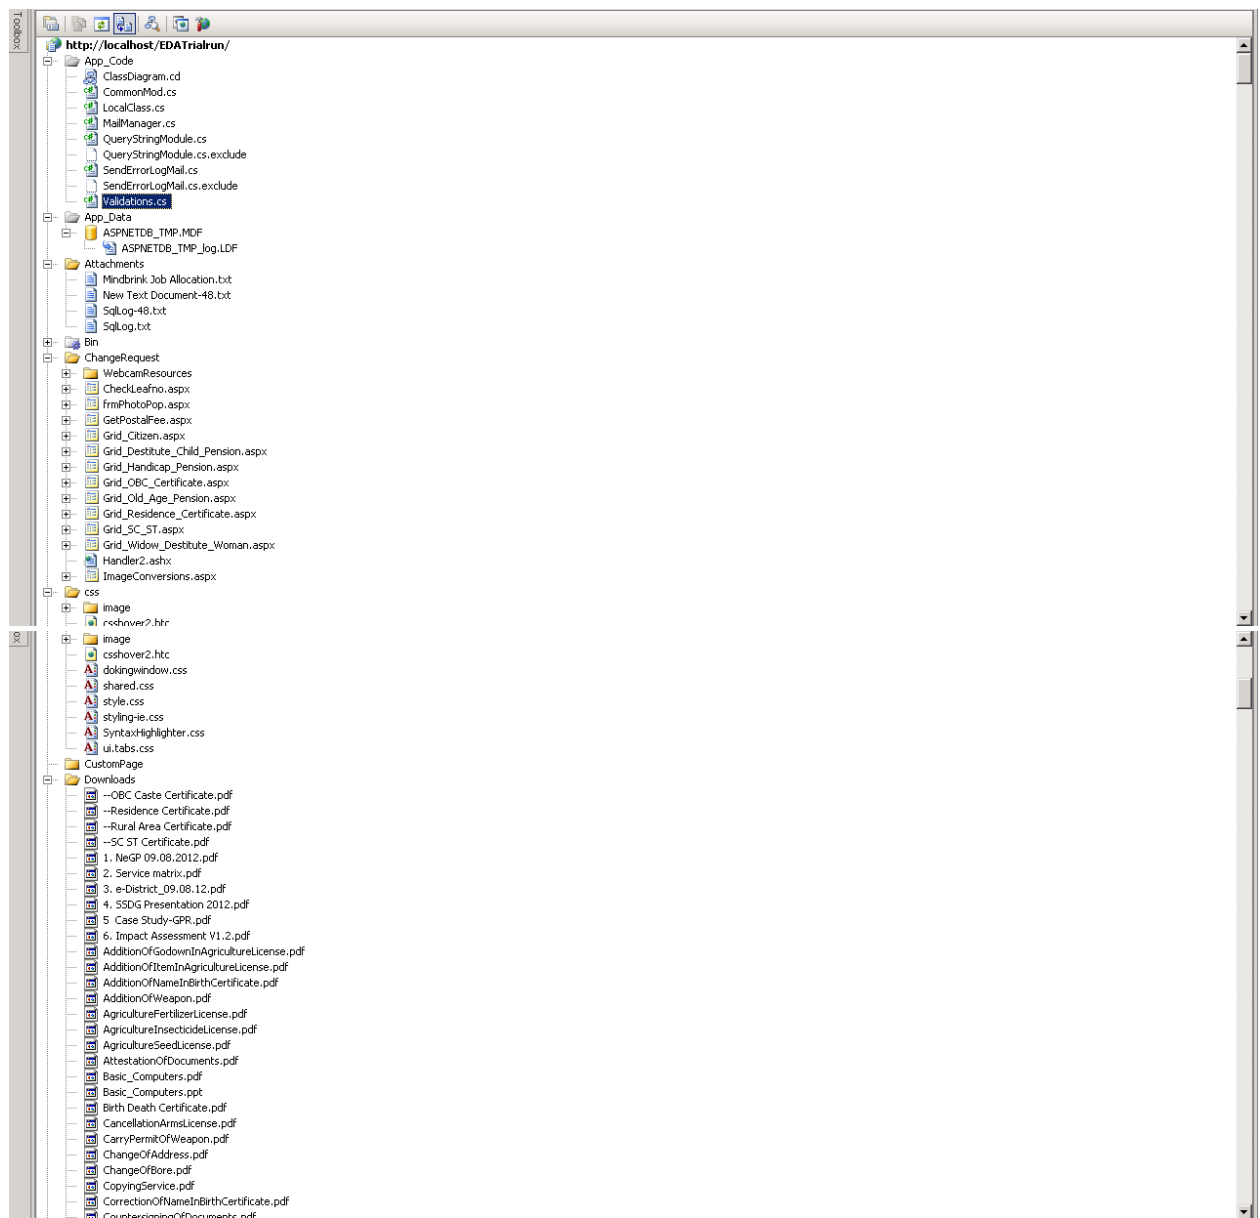 Toolbox
http://localhost/EDATrialrun/
App_Code
ClassDiagram.cd
CommonMod.cs
LocalClass.cs
MailManager.cs
QueryStringModule.cs
QueryStringModule.cs.exclude
SendErrorLogMail.cs
SendErrorLogMail.cs.exclude
Validations.cs
App_Data
ASPNETDB_TMP.MDF
ASPNETDB_TMP_log.LDF
Attachments
Mindbrink Job Allocation.txt
New Text Document-48.txt
SqlLog-48.txt
SqlLog.txt
Bin
ChangeRequest
WebcamResources
CheckLeafno.aspx
frmPhotoPop.aspx
GetPostalFee.aspx
Grid_Citizen.aspx
Grid_Destitute_Child_Pension.aspx
Grid_Handicap_Pension.aspx
Grid_OBC_Certificate.aspx
Grid_Old_Age_Pension.aspx
Grid_Residence_Certificate.aspx
Grid_SC_ST.aspx
Grid_Widow_Destitute_Woman.aspx
Handler2.ashx
ImageConversions.aspx
css
image
csshover2.htc
ox
image
csshover2.htc
dokingwindow.css
shared.css
style.css
styling-ie.css
SyntaxHighlighter.css
ui.tabs.css
CustomPage
Downloads
--OBC Caste Certificate.pdf
--Residence Certificate.pdf
--Rural Area Certificate.pdf
--SC ST Certificate.pdf
1. NeGP 09.08.2012.pdf
2. Service matrix.pdf
3. e-District_09.08.12.pdf
4. SSDG Presentation 2012.pdf
5  Case Study-GPR.pdf
6. Impact Assessment V1.2.pdf
AdditionOfGodownInAgricultureLicense.pdf
AdditionOfItemInAgricultureLicense.pdf
AdditionOfNameInBirthCertificate.pdf
AdditionOfWeapon.pdf
AgricultureFertilizerLicense.pdf
AgricultureInsecticideLicense.pdf
AgricultureSeedLicense.pdf
AttestationOfDocuments.pdf
Basic_Computers.pdf
Basic_Computers.ppt
Birth Death Certificate.pdf
CancellationArmsLicense.pdf
CarryPermitOfWeapon.pdf
ChangeOfAddress.pdf
ChangeOfBore.pdf
CopyingService.pdf
CorrectionOfNameInBirthCertificate.pdf
CountersigningOfDocuments.pdf